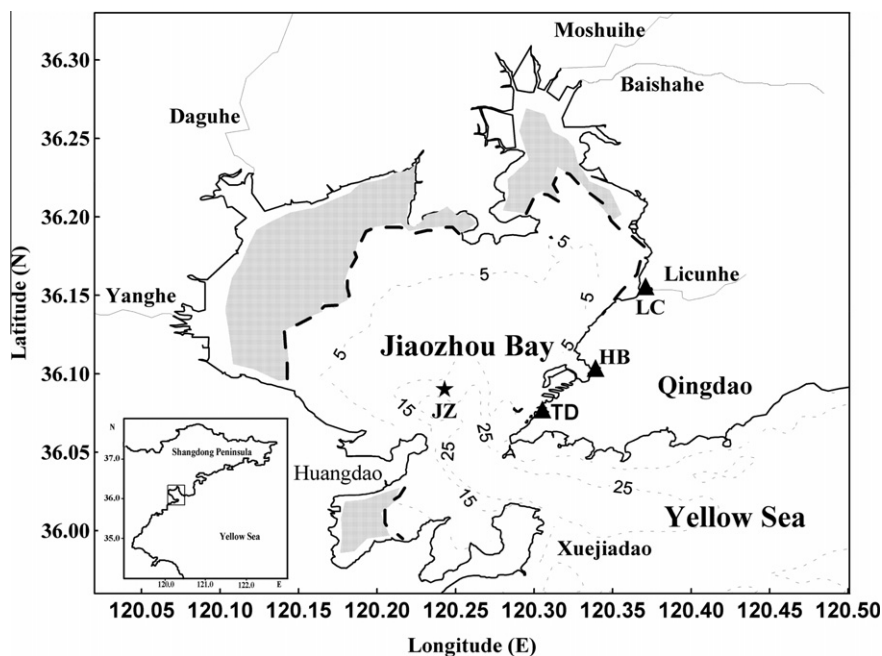 Moshuihe
36.30
Baishahe
Daguhe
36.25
36.20
5
5
Licunhe
36.15
Yanghe
5
LC
5
5
Jiaozhou Bay
HB
36.10
Qingdao
15
JZ
TD
25
36.05
N
Shangdong Peninsula
Huangdao
25
25
37.0
15
Yellow Sea
36.0
36.00
Xuejiadao
Yellow Sea
35.0
120.0
121.0
122.0
E
120.05
120.10
120.15
120.20
120.25
120.30
120.35
120.40
120.45
120.50
Latitude (N)
Longitude (E)